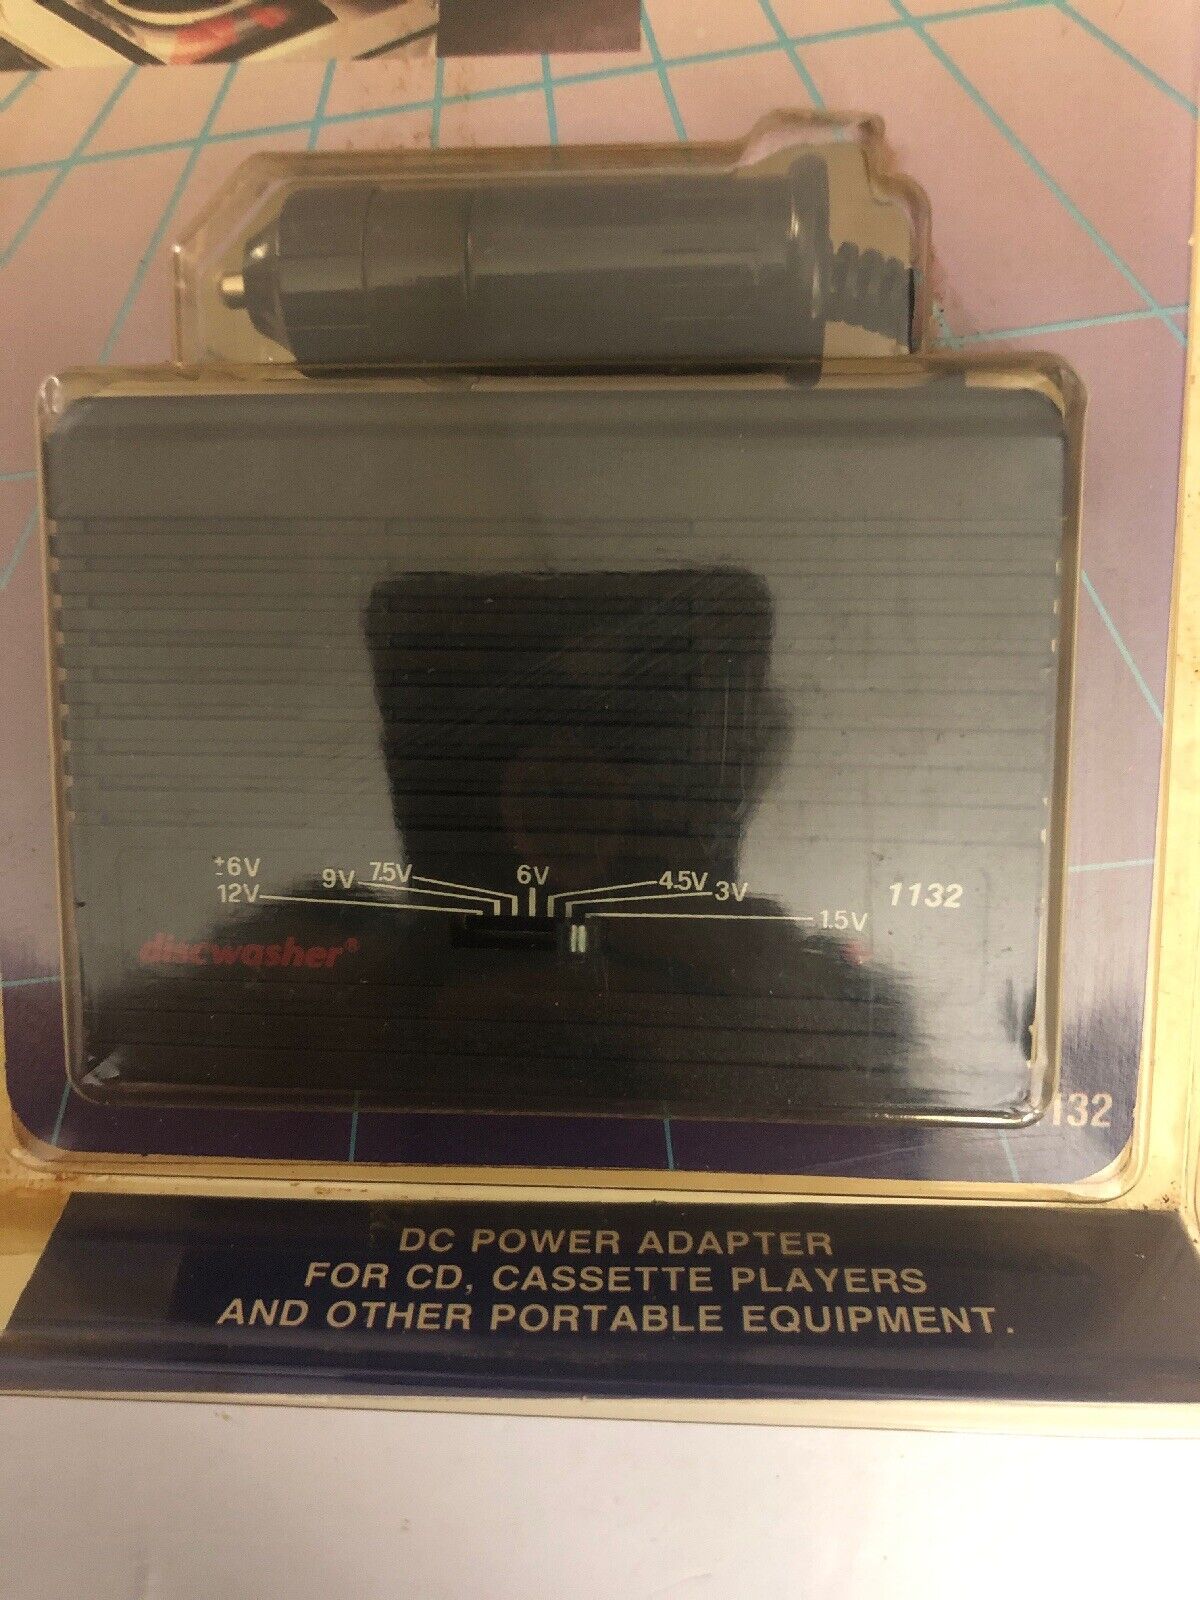 ±6V
12V
9V
7.5V
6V
4.5V
3V
1.5V
1132
discwasher®
132
DC POWER ADAPTER
FOR CD, CASSETTE PLAYERS
AND OTHER PORTABLE EQUIPMENT.